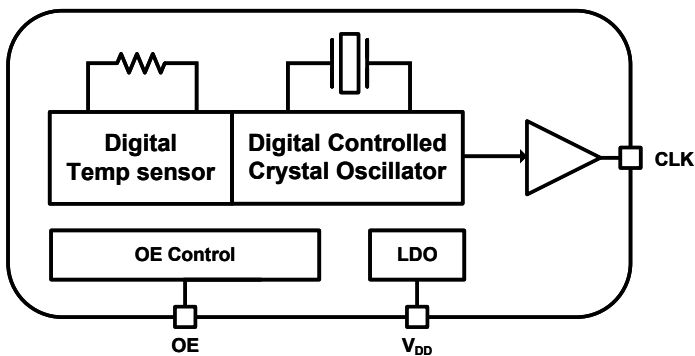 Digital
Temp sensor
Digital Controlled
Crystal Oscillator
CLK
OE Control
LDO
OE
VDD